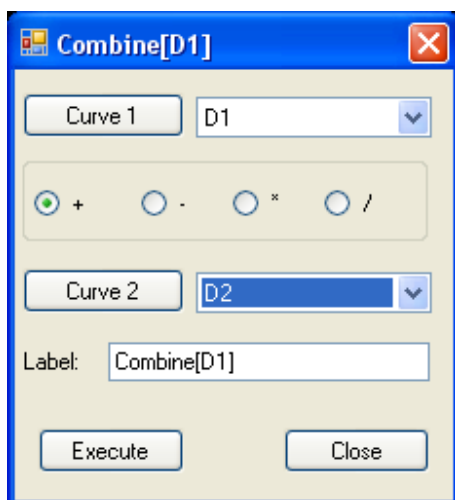 Combine[D1]
Curve 1 D1
+ - * /
Curve 2 D2
Label: Combine[D1]
Execute Close